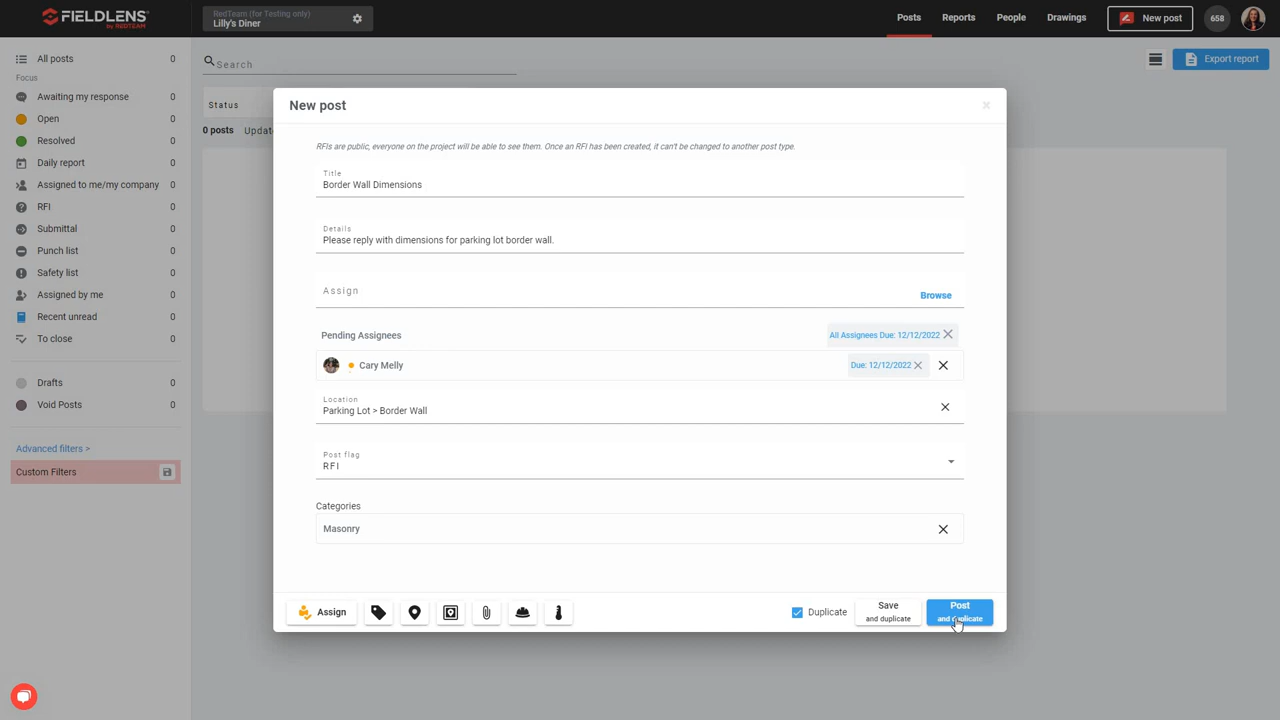 FIELDLENS
by REDTEAM
RedTeam (for Testing only)
Lilly's Diner
Posts
Reports
People
Drawings
New post
658
All posts 0
Focus
Awaiting my response 0
Open 0
Resolved 0
Daily report 0
Assigned to me/my company 0
RFI 0
Submittal 0
Punch list 0
Safety list 0
Assigned by me 0
Recent unread 0
To close 0
Drafts 0
Void Posts 0
Advanced filters >
Custom Filters
Search
Export report
Status
0 posts Update
New post
RFIs are public, everyone on the project will be able to see them. Once an RFI has been created, it can't be changed to another post type.
Title
Border Wall Dimensions
Details
Please reply with dimensions for parking lot border wall.
Assign
Browse
Pending Assignees
All Assignees Due: 12/12/2022
Cary Melly
Due: 12/12/2022
Location
Parking Lot > Border Wall
Post flag
RFI
Categories
Masonry
Assign
Duplicate
Save
and duplicate
Post
and duplicate